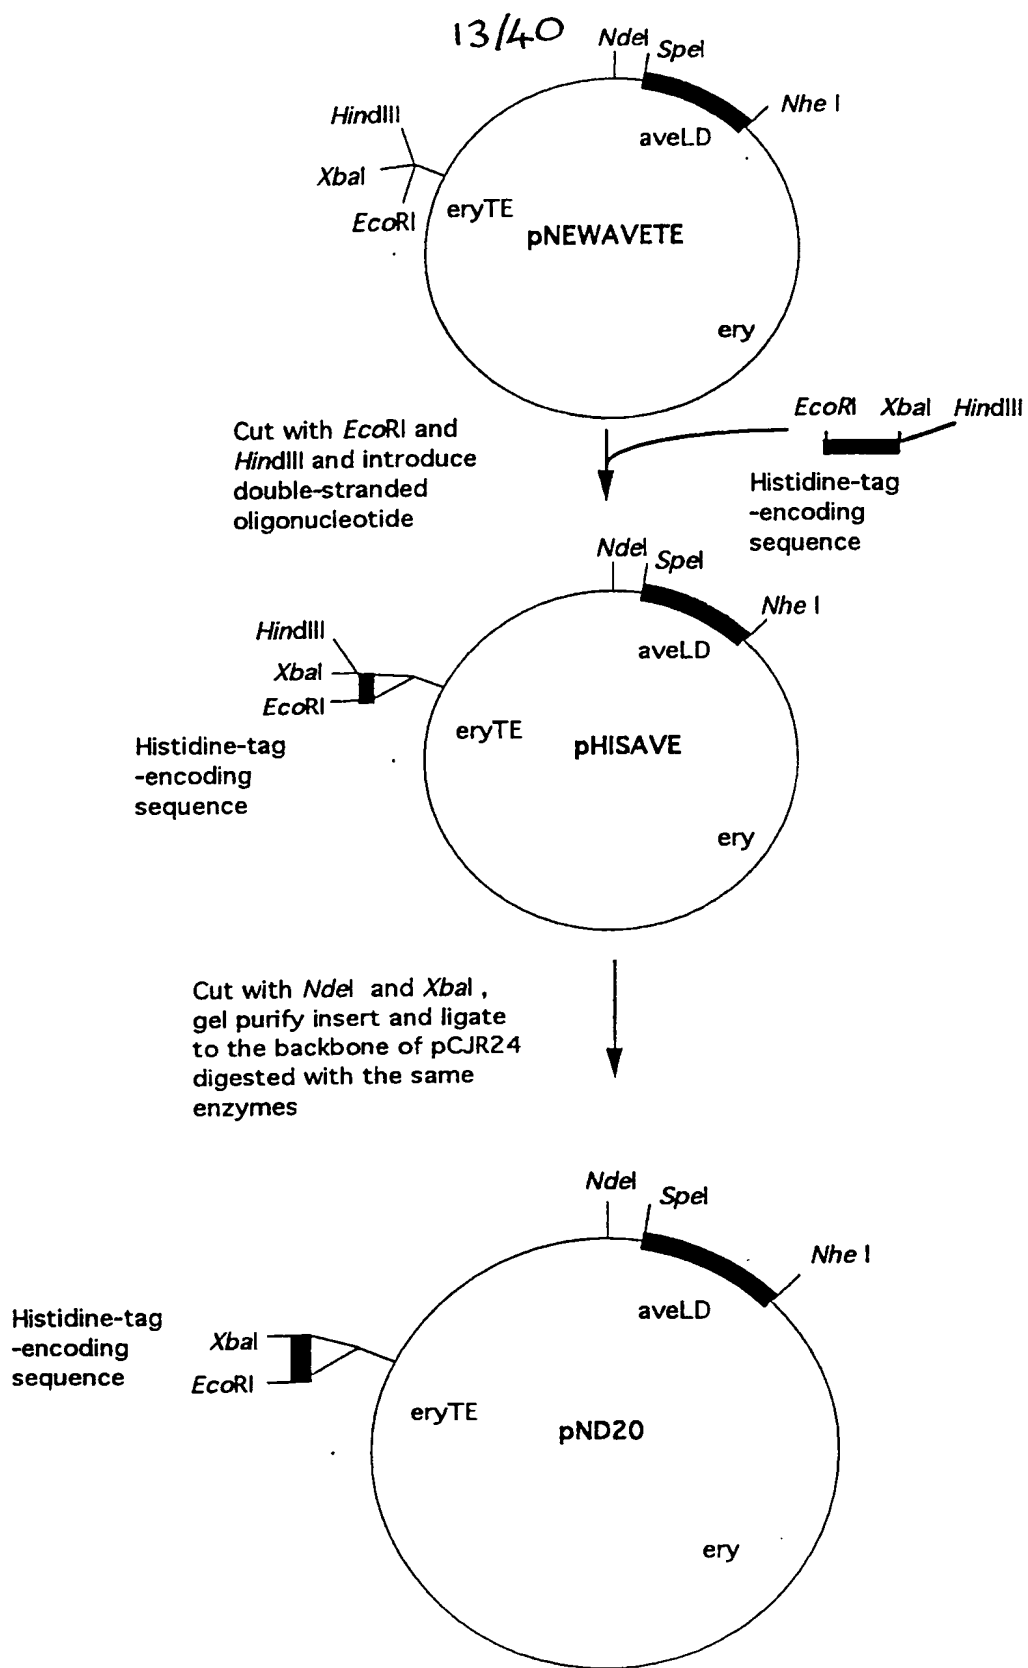 13/40
NdeI
SpeI
Nhe I
HindIII
XbaI
EcoRI
aveLD
eryTE
pNEWAVETE
ery
Cut with EcoRI and
HindIII and introduce
double-stranded
oligonucleotide
EcoRI XbaI HindIII
Histidine-tag
-encoding
sequence
NdeI
SpeI
Nhe I
HindIII
XbaI
EcoRI
aveLD
Histidine-tag
-encoding
sequence
eryTE
pHISAVE
ery
Cut with NdeI and XbaI ,
gel purify insert and ligate
to the backbone of pCJR24
digested with the same
enzymes
NdeI
SpeI
Nhe I
aveLD
Histidine-tag
-encoding
sequence
XbaI
EcoRI
eryTE
pND20
ery